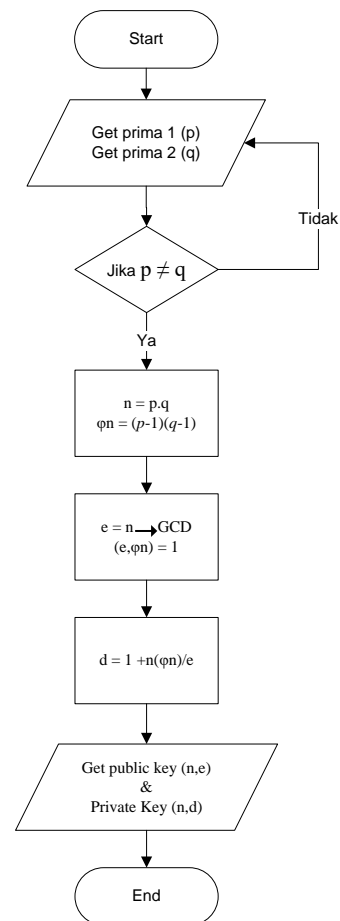 Start
Get prima 1 (p)
Get prima 2 (q)
Tidak
Jika p ≠ q
Ya
n = p.q
φn = (p-1)(q-1)
e = n → GCD
(e,φn) = 1
d = 1 +n(φn)/e
Get public key (n,e)
&
Private Key (n,d)
End